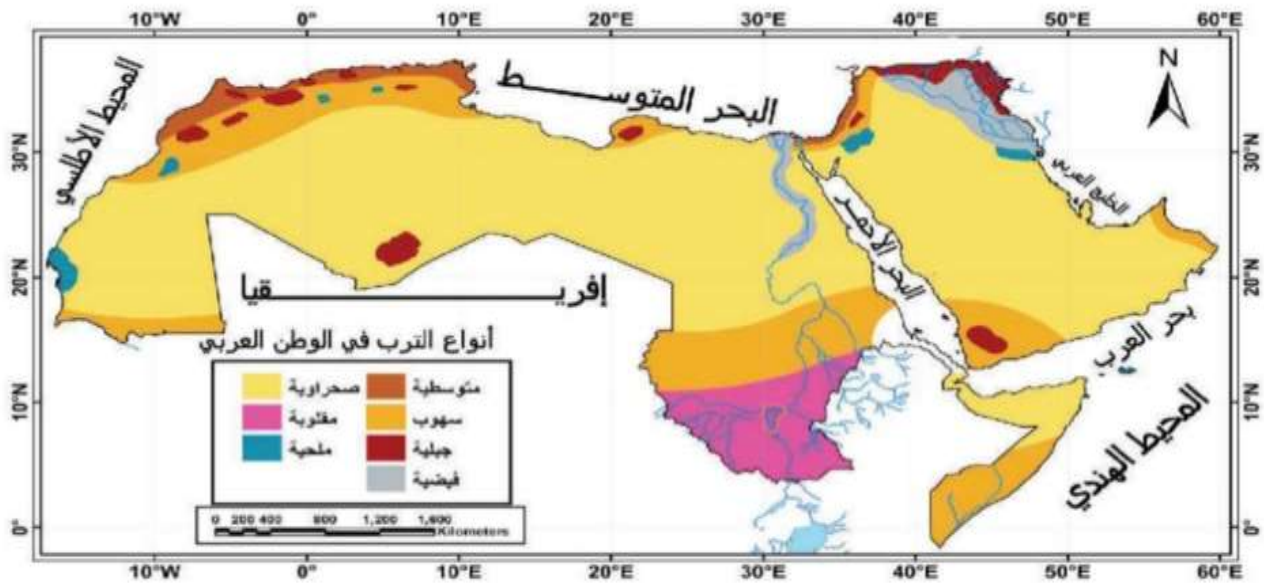 10°W 0° 10°E 20°E 30°E 40°E 50°E 60°E
N
المحيط الأطلسي
البحر المتوسط
30°N
30°N
الخليج العربي
البحر الأحمر
20°N
20°N
إفريقيا
بحر العرب
المحيط الهندي
10°N
10°N
0°
0°
أنواع الترب في الوطن العربي
متوسطية
صحراوية
سهوب
مقلوبة
جبلية
ملحية
فيضية
0 200 400 800 1,200 1,600
Kilometers
10°W 0° 10°E 20°E 30°E 40°E 50°E 60°E